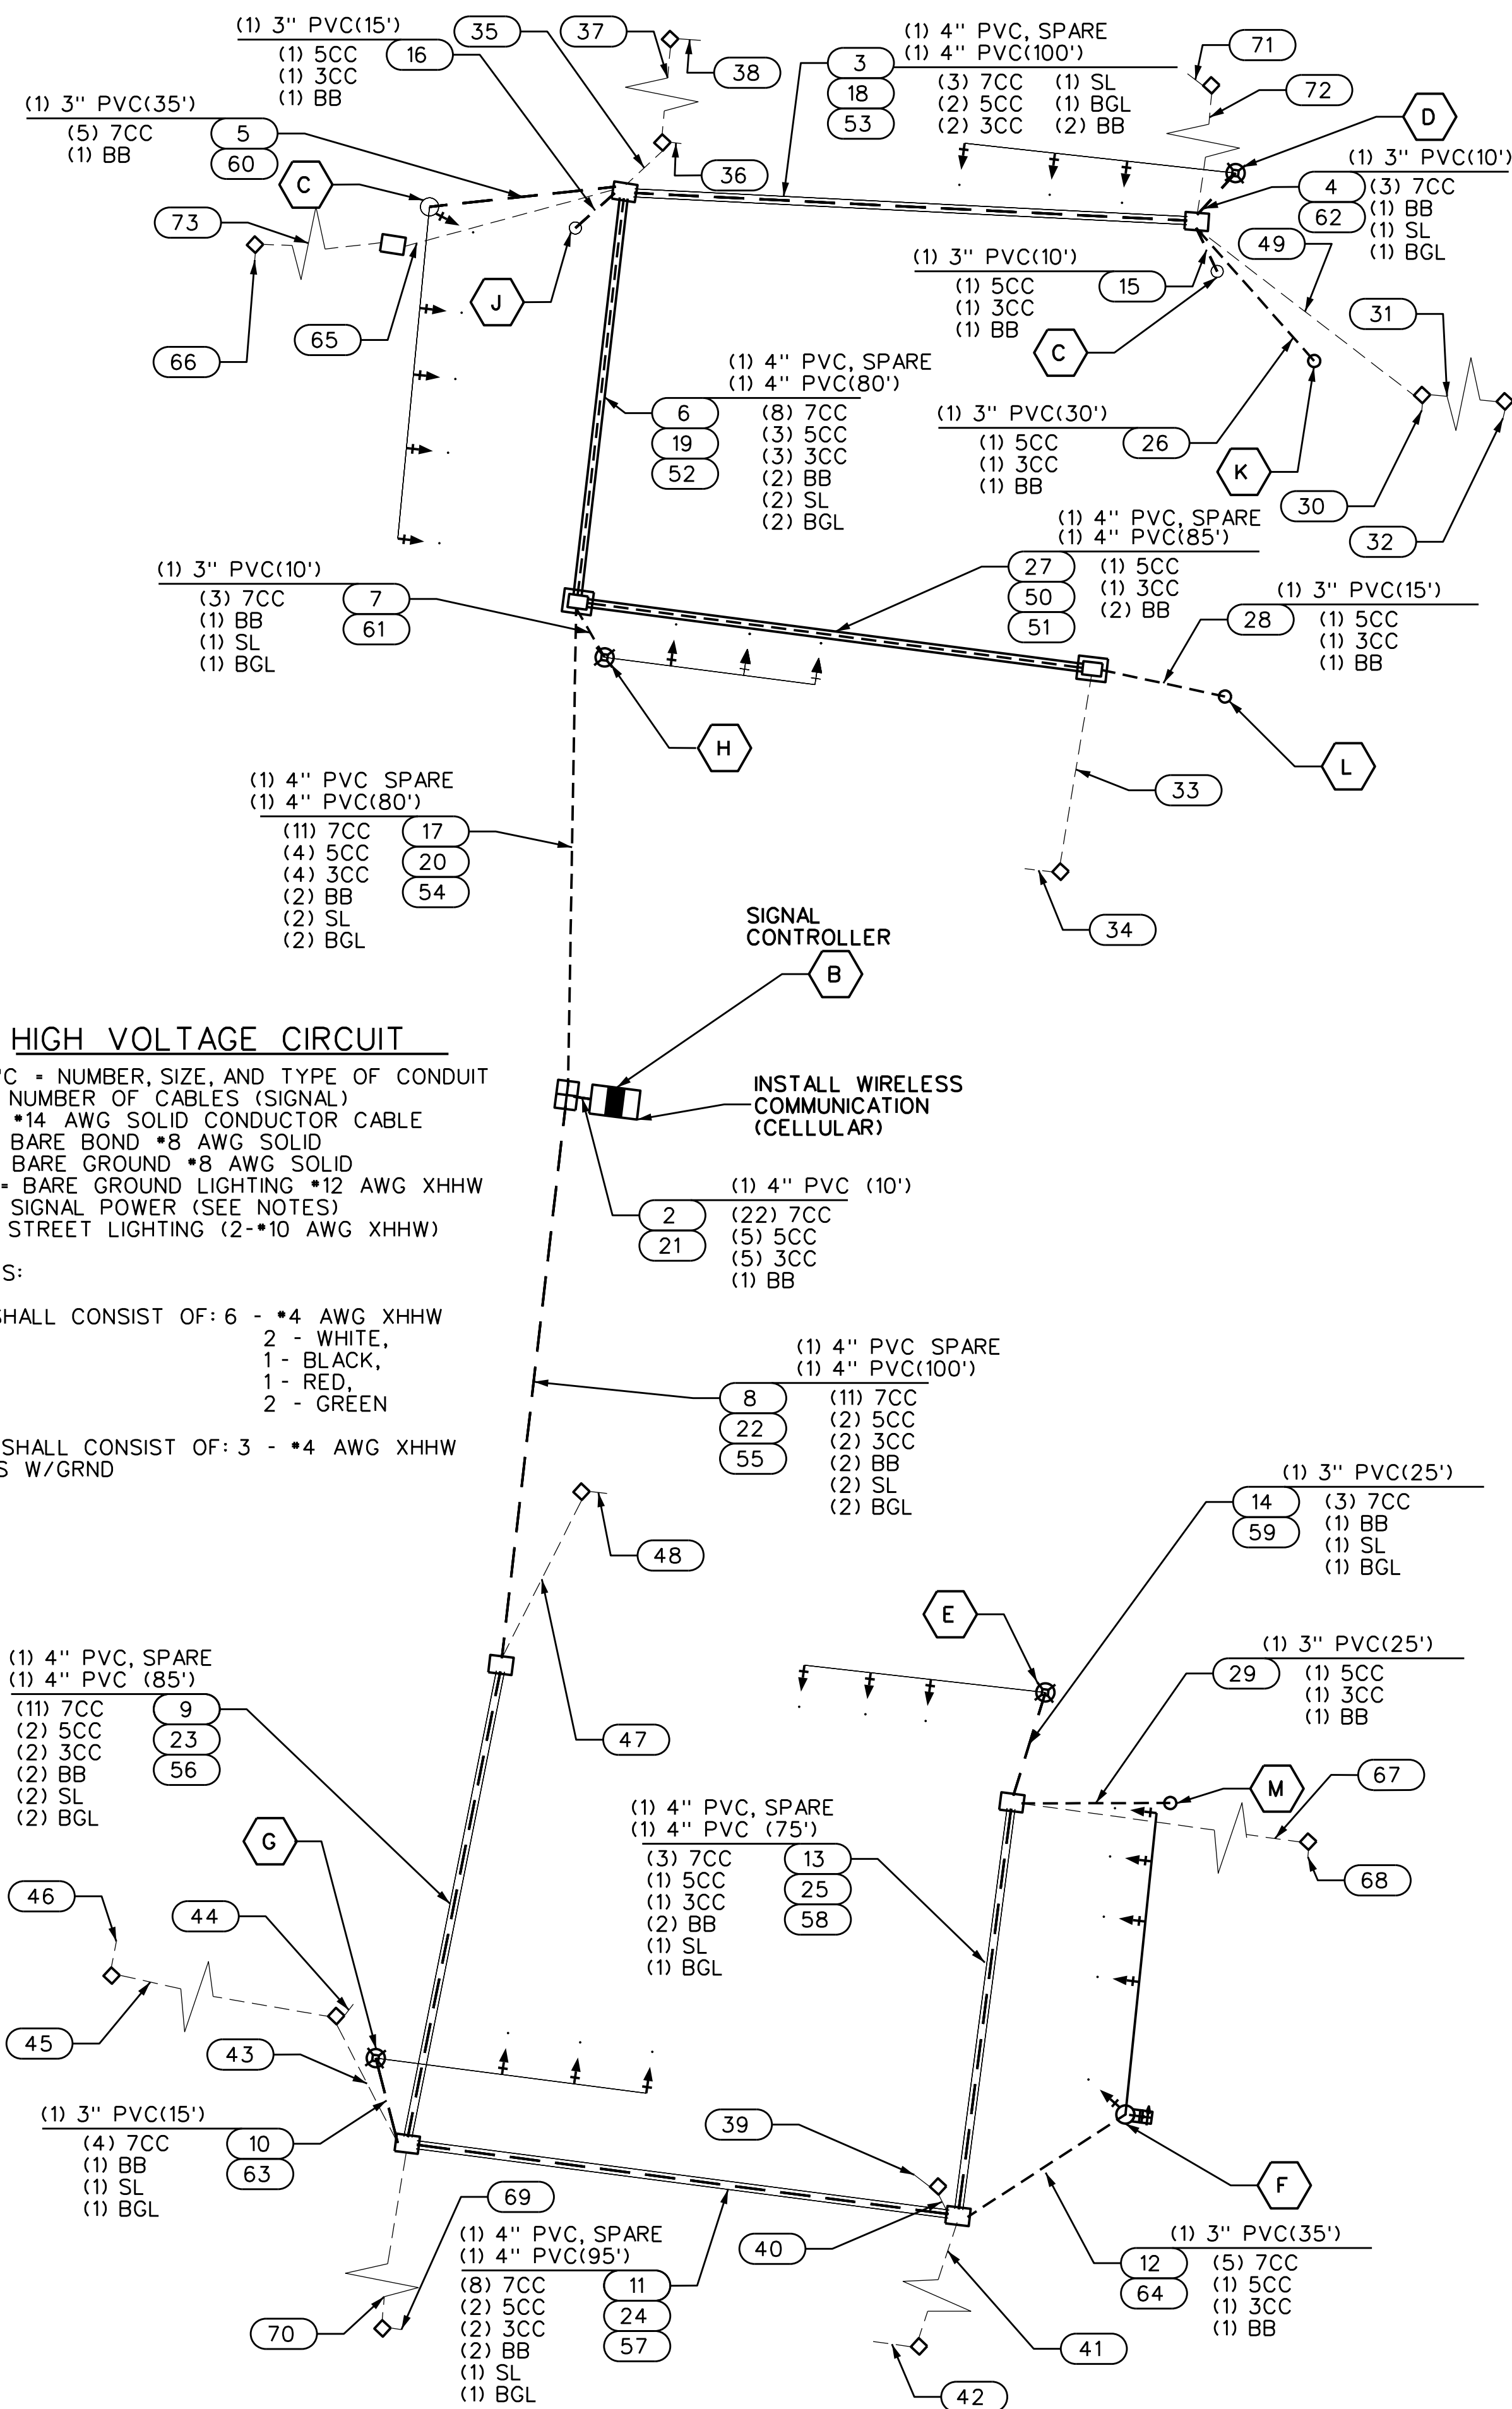 (1) 3" PVC(15')
(1) 5CC
(1) 3CC
(1) BB
16
35
37
38
36
(1) 4" PVC, SPARE
(1) 4" PVC(100')
3
18
53
(3) 7CC (1) SL
(2) 5CC (1) BGL
(2) 3CC (2) BB
71
72
D
(1) 3" PVC(35')
(5) 7CC
(1) BB
5
60
C
73
66
65
J
(1) 3" PVC(10')
4
62
(3) 7CC
(1) BB
(1) SL
(1) BGL
49
(1) 3" PVC(10')
(1) 5CC
(1) 3CC
(1) BB
15
C
31
(1) 4" PVC, SPARE
(1) 4" PVC(80')
6
19
52
(8) 7CC
(3) 5CC
(3) 3CC
(2) BB
(2) SL
(2) BGL
(1) 3" PVC(30')
(1) 5CC
(1) 3CC
(1) BB
26
K
30
32
(1) 4" PVC, SPARE
(1) 4" PVC(85')
27
50
51
(1) 5CC
(1) 3CC
(2) BB
(1) 3" PVC(10')
(3) 7CC
(1) BB
(1) SL
(1) BGL
7
61
(1) 3" PVC(15')
28
(1) 5CC
(1) 3CC
(1) BB
H
L
33
34
(1) 4" PVC SPARE
(1) 4" PVC(80')
(11) 7CC
(4) 5CC
(4) 3CC
(2) BB
(2) SL
(2) BGL
17
20
54
SIGNAL
CONTROLLER
B
HIGH VOLTAGE CIRCUIT
C = NUMBER, SIZE, AND TYPE OF CONDUIT
NUMBER OF CABLES (SIGNAL)
#14 AWG SOLID CONDUCTOR CABLE
BARE BOND #8 AWG SOLID
BARE GROUND #8 AWG SOLID
= BARE GROUND LIGHTING #12 AWG XHHW
SIGNAL POWER (SEE NOTES)
STREET LIGHTING (2-#10 AWG XHHW)
S:
SHALL CONSIST OF: 6 - #4 AWG XHHW
2 - WHITE,
1 - BLACK,
1 - RED,
2 - GREEN
SHALL CONSIST OF: 3 - #4 AWG XHHW
S W/GRND
INSTALL WIRELESS
COMMUNICATION
(CELLULAR)
(1) 4" PVC (10')
2
21
(22) 7CC
(5) 5CC
(5) 3CC
(1) BB
(1) 4" PVC SPARE
(1) 4" PVC(100')
8
22
55
(11) 7CC
(2) 5CC
(2) 3CC
(2) BB
(2) SL
(2) BGL
48
47
(1) 3" PVC(25')
14
59
(3) 7CC
(1) BB
(1) SL
(1) BGL
E
(1) 3" PVC(25')
29
(1) 5CC
(1) 3CC
(1) BB
(1) 4" PVC, SPARE
(1) 4" PVC (85')
(11) 7CC
(2) 5CC
(2) 3CC
(2) BB
(2) SL
(2) BGL
9
23
56
M
67
68
(1) 4" PVC, SPARE
(1) 4" PVC (75')
(3) 7CC
(1) 5CC
(1) 3CC
(2) BB
(1) SL
(1) BGL
13
25
58
G
46
44
45
43
(1) 3" PVC(15')
(4) 7CC
(1) BB
(1) SL
(1) BGL
10
63
39
40
F
69
70
(1) 4" PVC, SPARE
(1) 4" PVC(95')
(8) 7CC
(2) 5CC
(2) 3CC
(2) BB
(1) SL
(1) BGL
11
24
57
(1) 3" PVC(35')
12
64
(5) 7CC
(1) 5CC
(1) 3CC
(1) BB
41
42